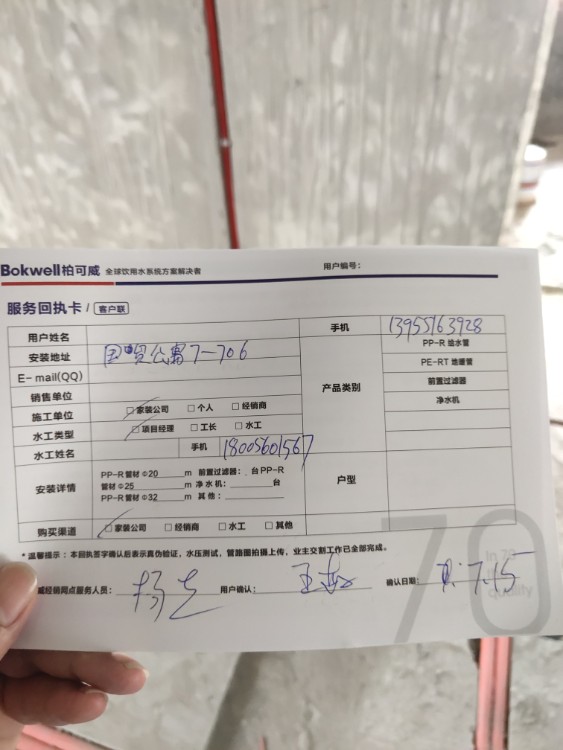 Bokwell柏可威 全球饮用水系统方案解决者 用户编号：
服务回执卡 / 客户联
用户姓名 手机 13955163928
安装地址 国贸公寓7-706
E-mail(QQ)
产品类别 PP-R 给水管
PE-RT 地暖管
前置过滤器
净水机
销售单位
施工单位 □家装公司 □个人 □经销商
水工类型 □项目经理 □工长 □水工
水工姓名 手机 18005601567
安装详情 PP-R管材 Φ20 m 前置过滤器： 台 PP-R
管材 Φ25 m 净水机： 台
PP-R管材 Φ32 m 其他：
户型
购买渠道 □家装公司 □经销商 □水工 □其他
*温馨提示：本回执签字确认后表示真伪验证，水压测试，管路图拍摄上传，业主交割工作已全部完成。
威经销网点服务人员： 用户确认： 确认日期： 7.15
70